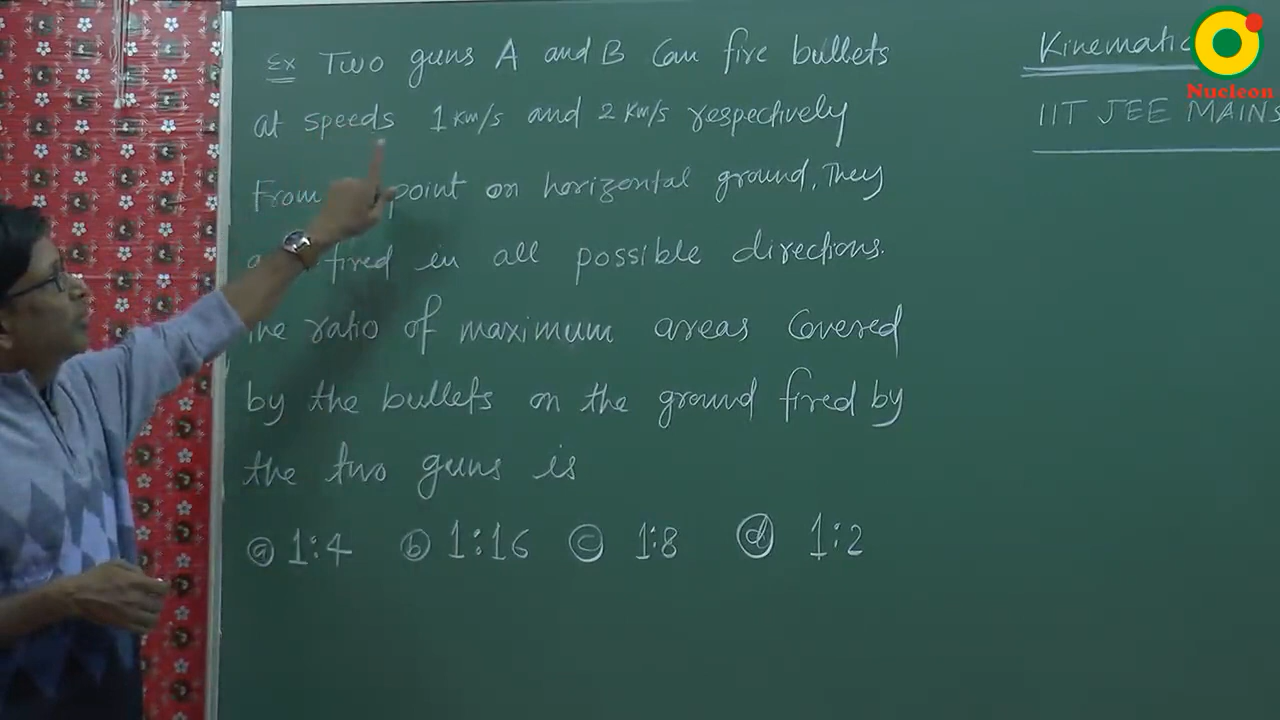 Ex Two guns A and B Can fire bullets
at speeds 1 Km/s and 2 Km/s respectively
From point on horizontal ground. They
fired in all possible directions.
ratio of maximum areas Covered
by the bullets on the ground fired by
the two guns is
(a) 1:4 (b) 1:16 (c) 1:8 (d) 1:2
Kinematic
IIT JEE MAINS
Nucleon